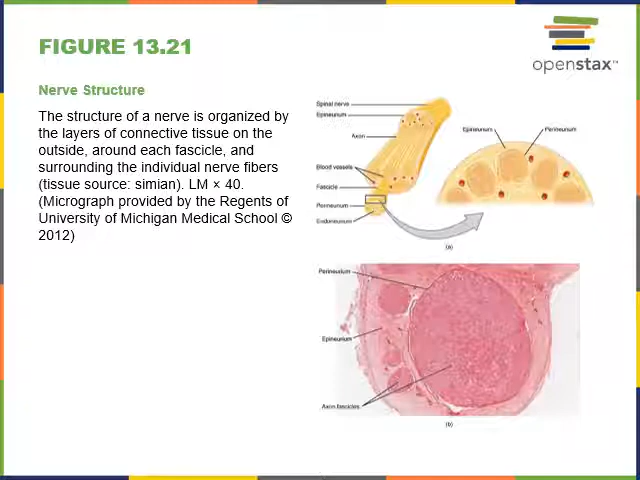 FIGURE 13.21
openstax™
Nerve Structure
The structure of a nerve is organized by
the layers of connective tissue on the
outside, around each fascicle, and
surrounding the individual nerve fibers
(tissue source: simian). LM × 40.
(Micrograph provided by the Regents of
University of Michigan Medical School ©
2012)
Spinal nerve
Epineurium
Axon
Blood vessels
Fascicle
Perineurium
Endoneurium
Epineurium
Perineurium
(a)
Perineurium
Epineurium
Axon fascicles
(b)